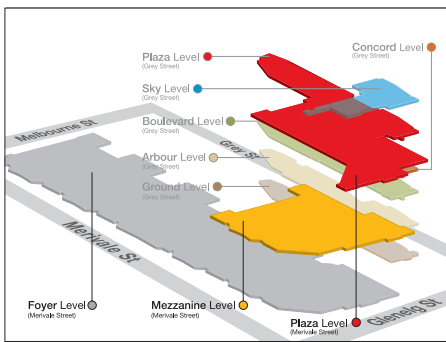 Plaza Level
(Grey Street)
Concord Level
(Grey Street)
Sky Level
(Grey Street)
Boulevard Level
(Grey Street)
Melbourne St
Grey St
Arbour Level
(Grey Street)
Ground Level
(Grey Street)
Merivale St
Foyer Level
(Merivale Street)
Mezzanine Level
(Merivale Street)
Plaza Level
(Merivale Street)
Glenelg St